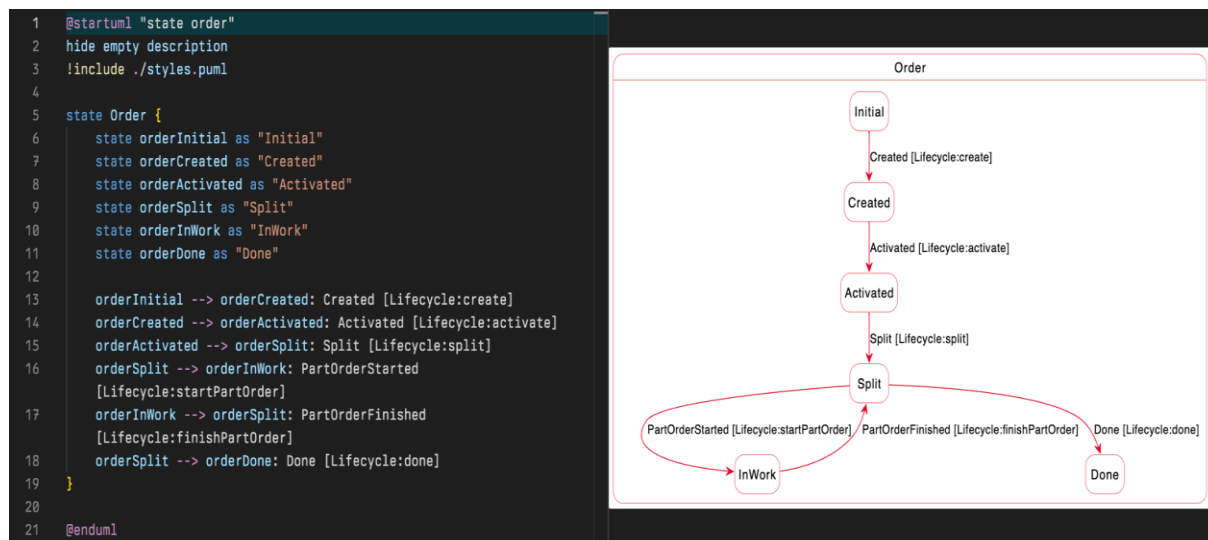 1 @startuml "state order"
2 hide empty description
3 !include ./styles.puml
4
5 state Order {
6 state orderInitial as "Initial"
7 state orderCreated as "Created"
8 state orderActivated as "Activated"
9 state orderSplit as "Split"
10 state orderInWork as "InWork"
11 state orderDone as "Done"
12
13 orderInitial --> orderCreated: Created [Lifecycle:create]
14 orderCreated --> orderActivated: Activated [Lifecycle:activate]
15 orderActivated --> orderSplit: Split [Lifecycle:split]
16 orderSplit --> orderInWork: PartOrderStarted
[Lifecycle:startPartOrder]
17 orderInWork --> orderSplit: PartOrderFinished
[Lifecycle:finishPartOrder]
18 orderSplit --> orderDone: Done [Lifecycle:done]
19 }
20
21 @enduml
Order
Initial
Created [Lifecycle:create]
Created
Activated [Lifecycle:activate]
Activated
Split [Lifecycle:split]
Split
PartOrderStarted [Lifecycle:startPartOrder]
PartOrderFinished [Lifecycle:finishPartOrder]
Done [Lifecycle:done]
InWork
Done